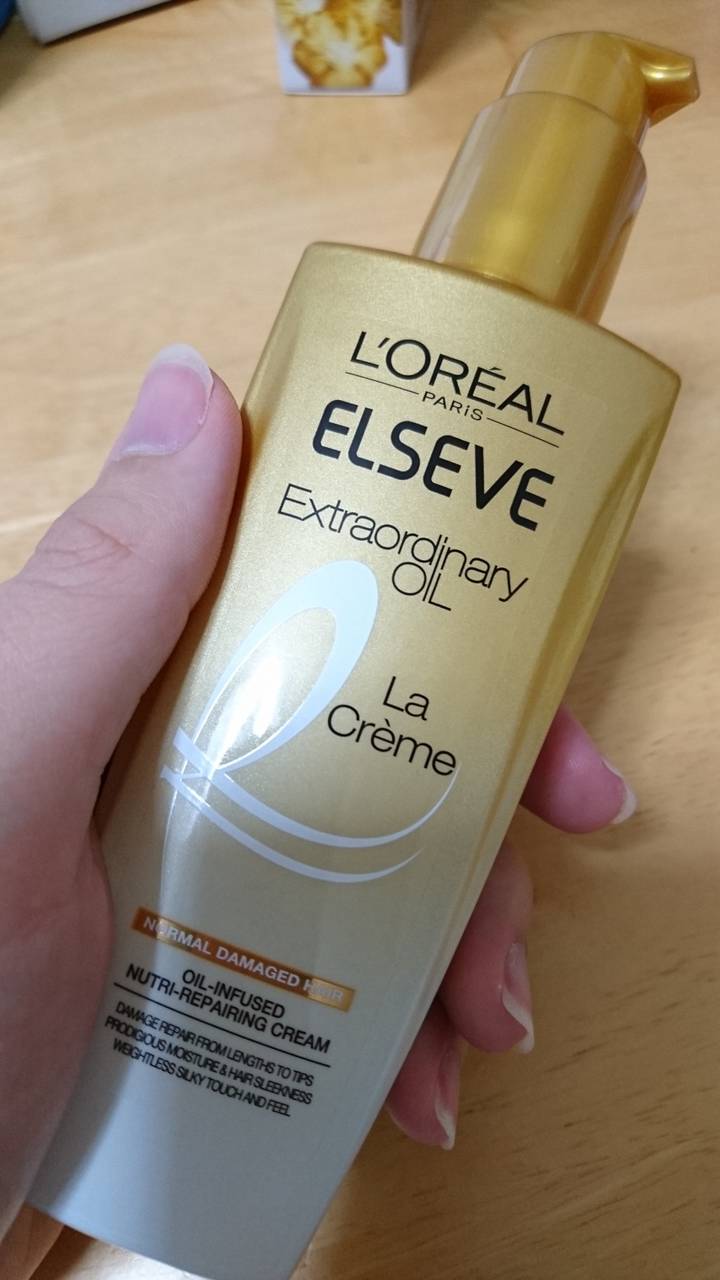 L'ORÉAL
PARiS
ELSEVE
Extraordinary
OIL
La
Crème
NORMAL DAMAGED HAIR
OIL-INFUSED
NUTRI-REPAIRING CREAM
DAMAGE REPAIR FROM LENGTHS TO TIPS
PRODIGIOUS MOISTURE & HAIR SLEEKNESS
WEIGHTLESS SILKY TOUCH AND FEEL